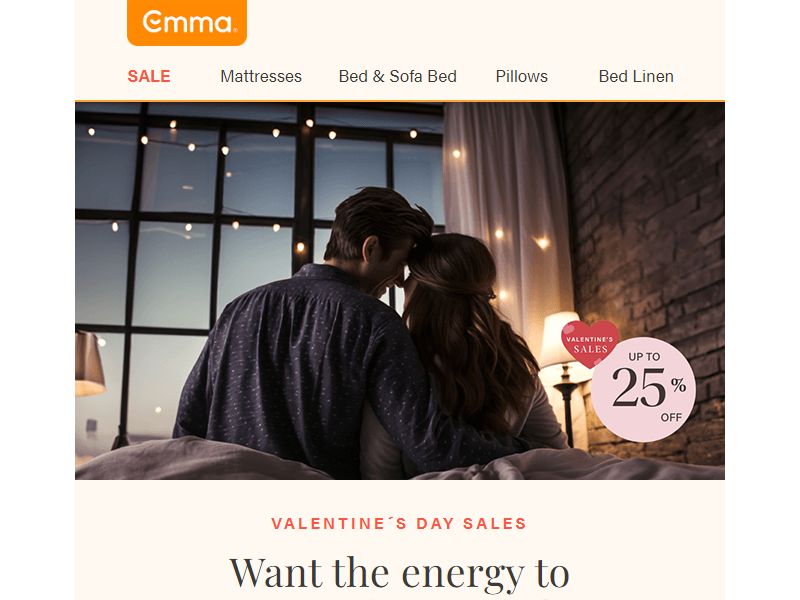 emma®
SALE
Mattresses
Bed & Sofa Bed
Pillows
Bed Linen
VALENTINE'S
SALES
UP TO
25%
OFF
VALENTINE´S DAY SALES
Want the energy to